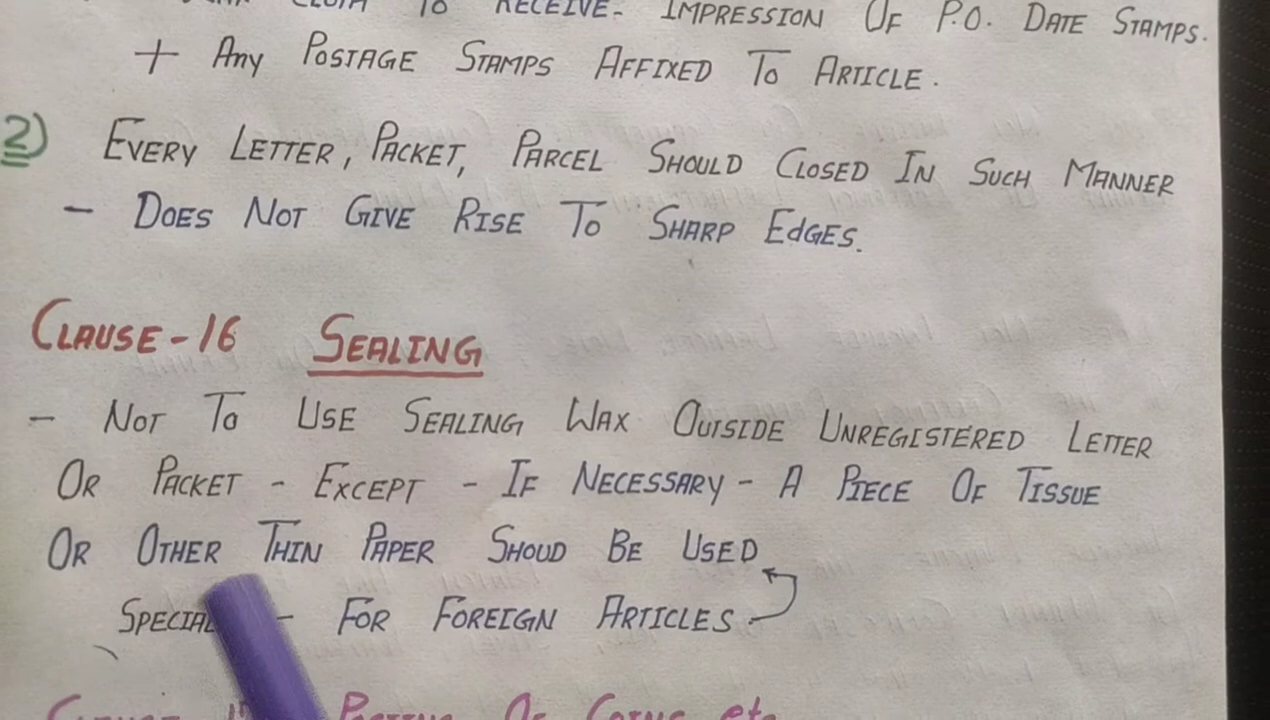 CLOTH TO RECEIVE- IMPRESSION OF P.O. DATE STAMPS.
+ Any POSTAGE STAMPS AFFIXED TO ARTICLE.
2) EVERY LETTER, PACKET, PARCEL SHOULD CLOSED IN SUCH MANNER
- DOES NOT GIVE RISE TO SHARP EDGES.
CLAUSE-16 SEALING
- NOT TO USE SEALING WAX OUTSIDE UNREGISTERED LETTER
OR PACKET - EXCEPT - IF NECESSARY - A PIECE OF TISSUE
OR OTHER THIN PAPER SHOUD BE USED
SPECIAL - FOR FOREIGN ARTICLES
OF COINS etc